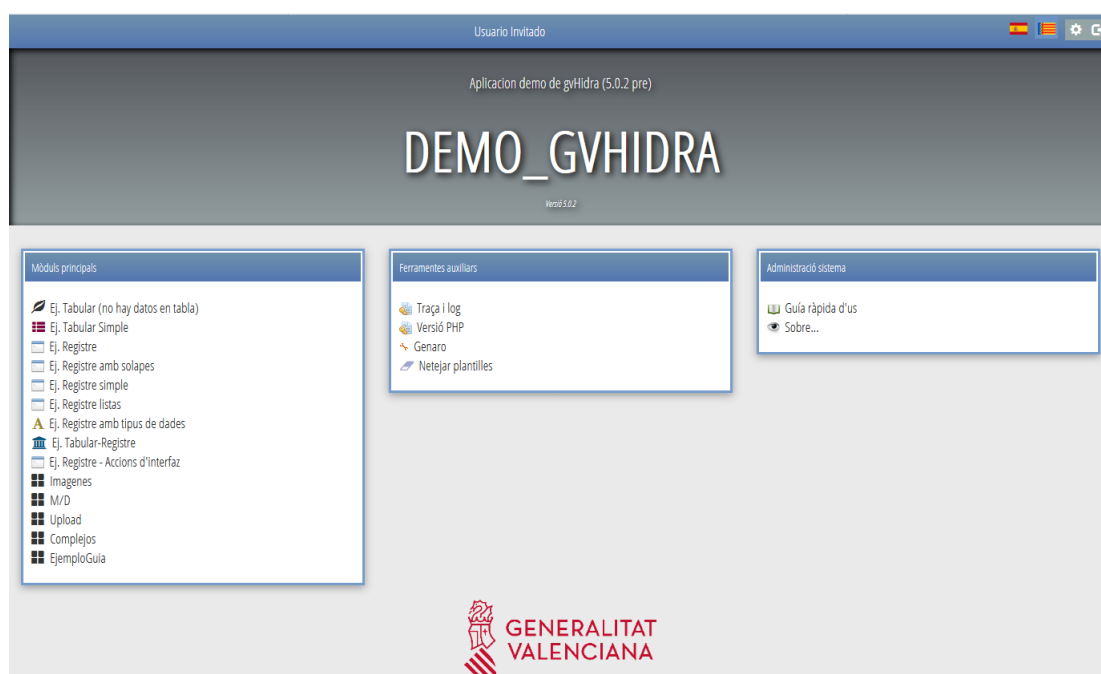 Usuario Invitado
Aplicacion demo de gvHidra (5.0.2 pre)
DEMO_GVHIDRA
Versió 5.0.2
Mòduls principals
Ej. Tabular (no hay datos en tabla)
Ej. Tabular Simple
Ej. Registre
Ej. Registre amb solapes
Ej. Registre simple
Ej. Registre listas
Ej. Registre amb tipus de dades
Ej. Tabular-Registre
Ej. Registre - Accions d'interfaz
Imagenes
M/D
Upload
Complejos
EjemploGuia
Ferramentes auxiliars
Traça i log
Versió PHP
Genaro
Netejar plantilles
Administració sistema
Guía ràpida d'us
Sobre...
GENERALITAT
VALENCIANA